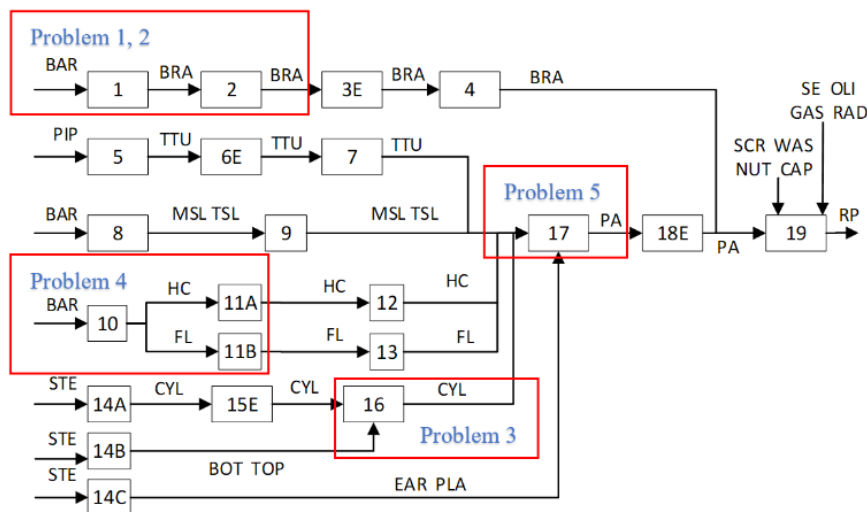 Problem 1, 2
BAR 1 BRA 2 BRA 3E BRA 4 BRA
SE OLI
GAS RAD
PIP 5 TTU 6E TTU 7 TTU
SCR WAS
NUT CAP
Problem 5
BAR 8 MSL TSL 9 MSL TSL 17 PA 18E PA 19 RP
Problem 4
BAR 10 HC 11A HC 12 HC
FL 11B FL 13 FL
STE 14A CYL 15E CYL 16 CYL
Problem 3
STE 14B BOT TOP
STE 14C EAR PLA